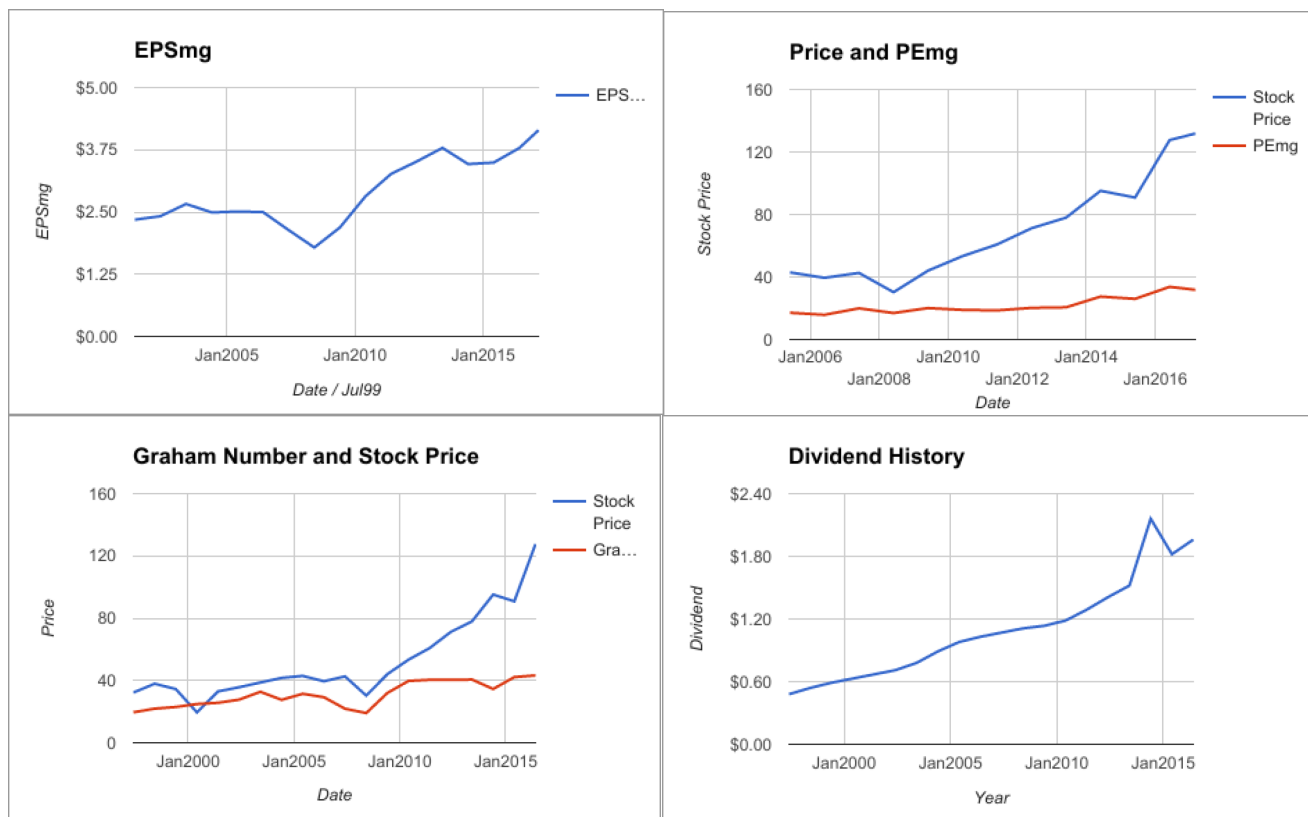 EPSmg
$5.00
$3.75
$2.50
$1.25
$0.00
EPSmg
EPS…
Jan2005 Jan2010 Jan2015
Date / Jul99
Price and PEmg
160
120
80
40
0
Stock Price
Stock
Price
PEmg
Jan2006 Jan2010 Jan2014
Jan2008 Jan2012 Jan2016
Date
Graham Number and Stock Price
160
120
80
40
0
Price
Stock
Price
Gra…
Jan2000 Jan2005 Jan2010 Jan2015
Date
Dividend History
$2.40
$1.80
$1.20
$0.60
$0.00
Dividend
Jan2000 Jan2005 Jan2010 Jan2015
Year